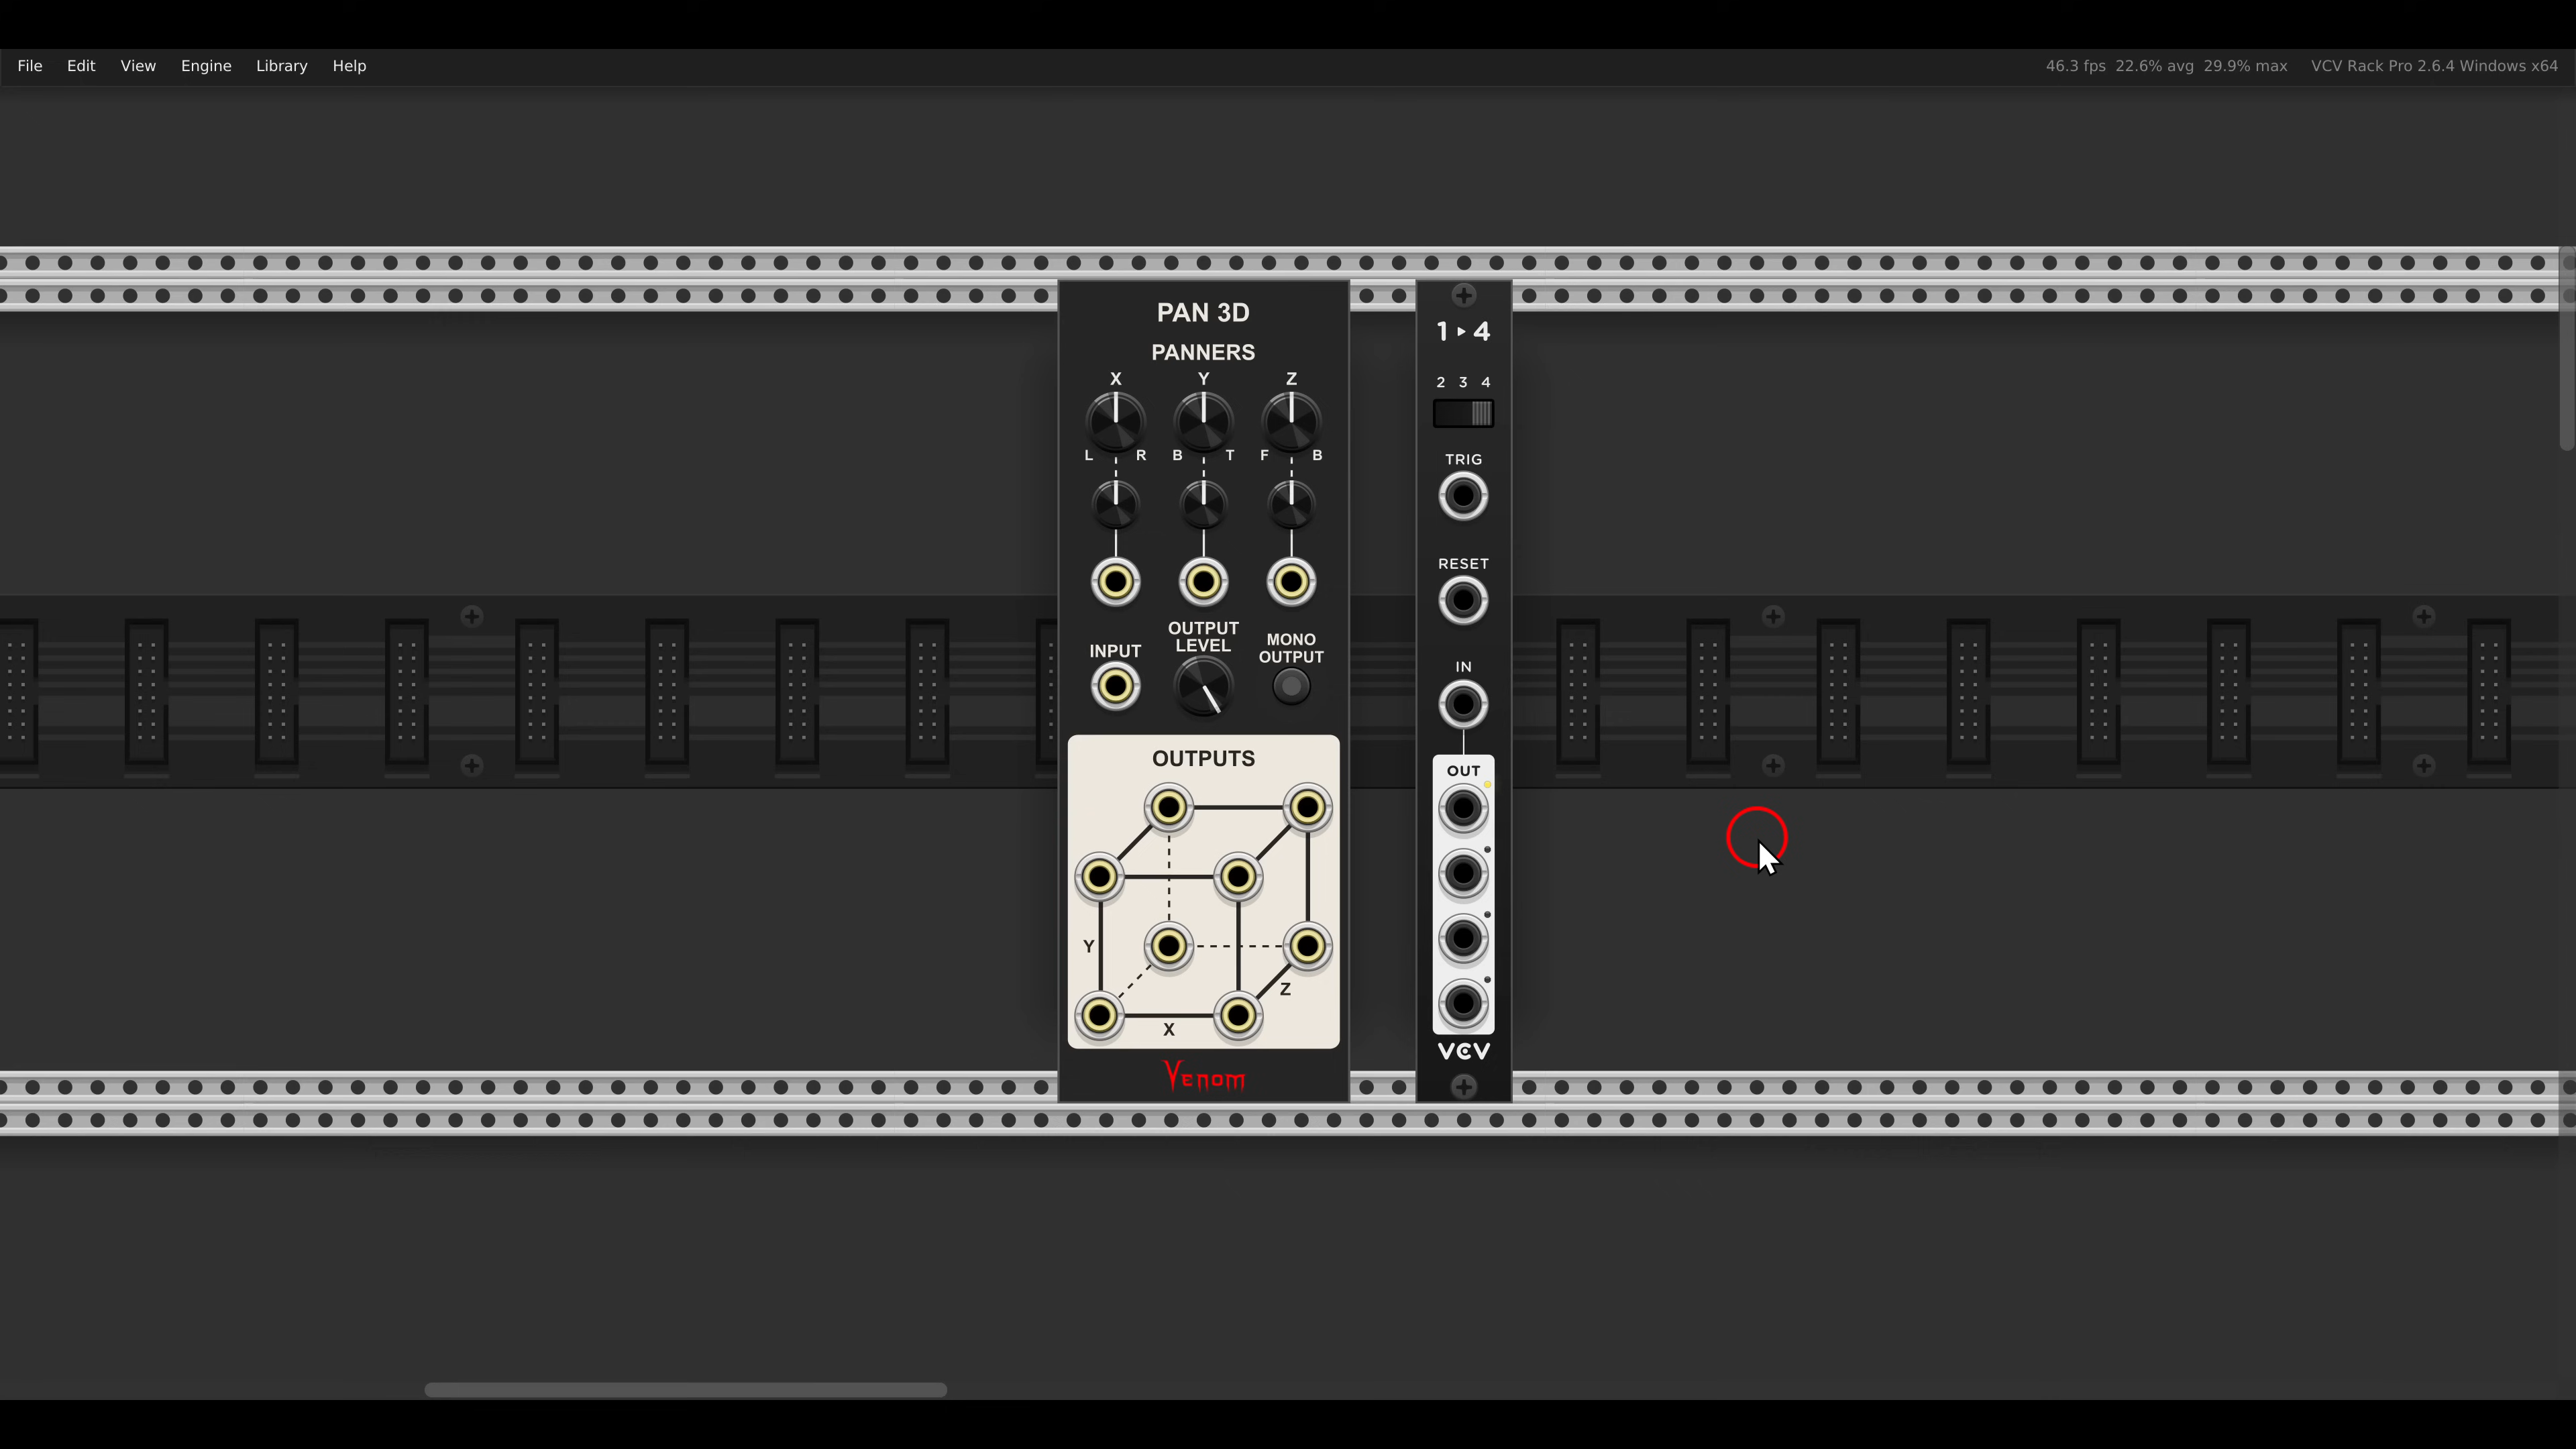 File Edit View Engine Library Help
46.3 fps 22.6% avg 29.9% max VCV Rack Pro 2.6.4 Windows x64
PAN 3D
PANNERS
X Y Z
L R B T F B
INPUT
OUTPUT
LEVEL
MONO
OUTPUT
OUTPUTS
Y
Z
X
Venom
1 ▸ 4
2 3 4
TRIG
RESET
IN
OUT
VCV